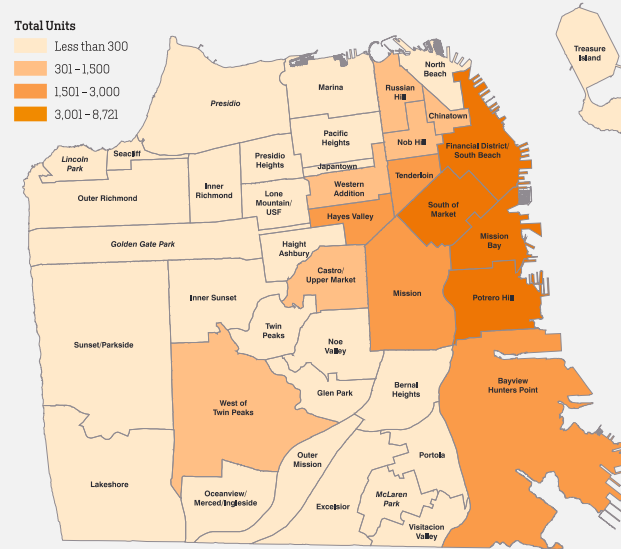 Total Units
Less than 300
301–1,500
1,501–3,000
3,001–8,721
Treasure
Island
North
Beach
Marina
Russian
Hill
Presidio
Chinatown
Pacific
Heights
Nob Hill
Financial District/
South Beach
Seacliff
Lincoln
Park
Presidio
Heights
Japantown
Tenderloin
Inner
Richmond
Western
Addition
Outer Richmond
Lone
Mountain/
USF
South of
Market
Hayes Valley
Mission
Bay
Golden Gate Park
Haight
Ashbury
Castro/
Upper Market
Inner Sunset
Mission
Potrero Hill
Twin
Peaks
Sunset/Parkside
Noe
Valley
Bayview
Hunters Point
Glen Park
Bernal
Heights
West of
Twin Peaks
Outer
Mission
Portola
Lakeshore
Oceanview/
Merced/Ingleside
McLaren
Park
Excelsior
Visitacion
Valley